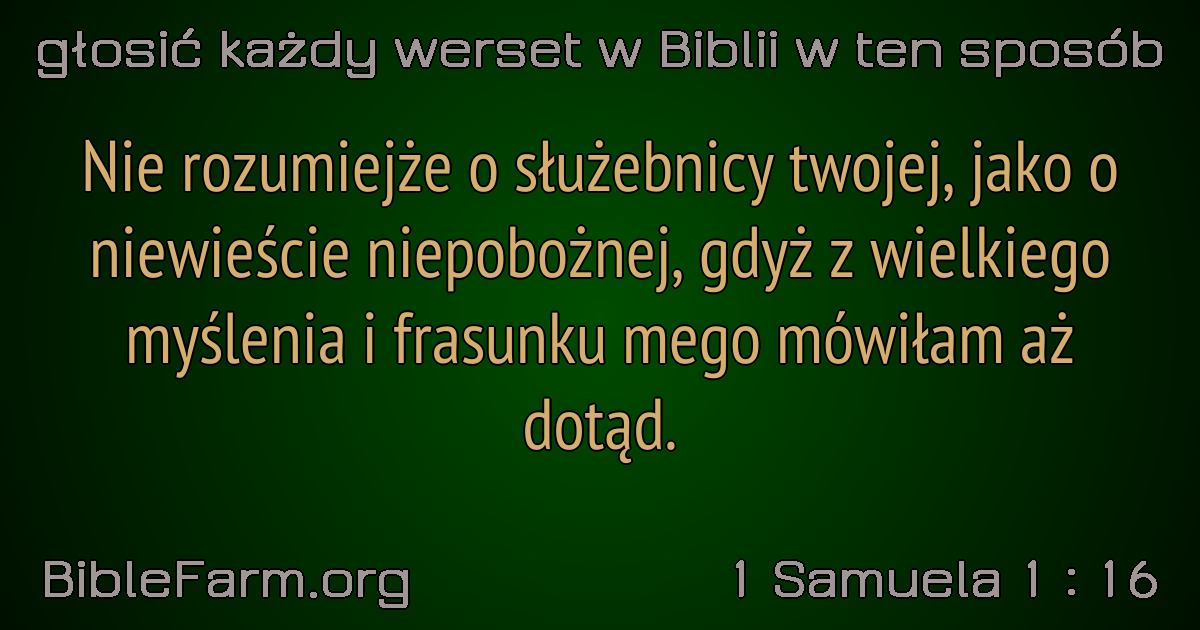 głosić każdy werset w Biblii w ten sposób
Nie rozumiejże o służebnicy twojej, jako o
niewieście niepobożnej, gdyż z wielkiego
myślenia i frasunku mego mówiłam aż
dotąd.
BibleFarm.org
1 Samuela 1 : 16